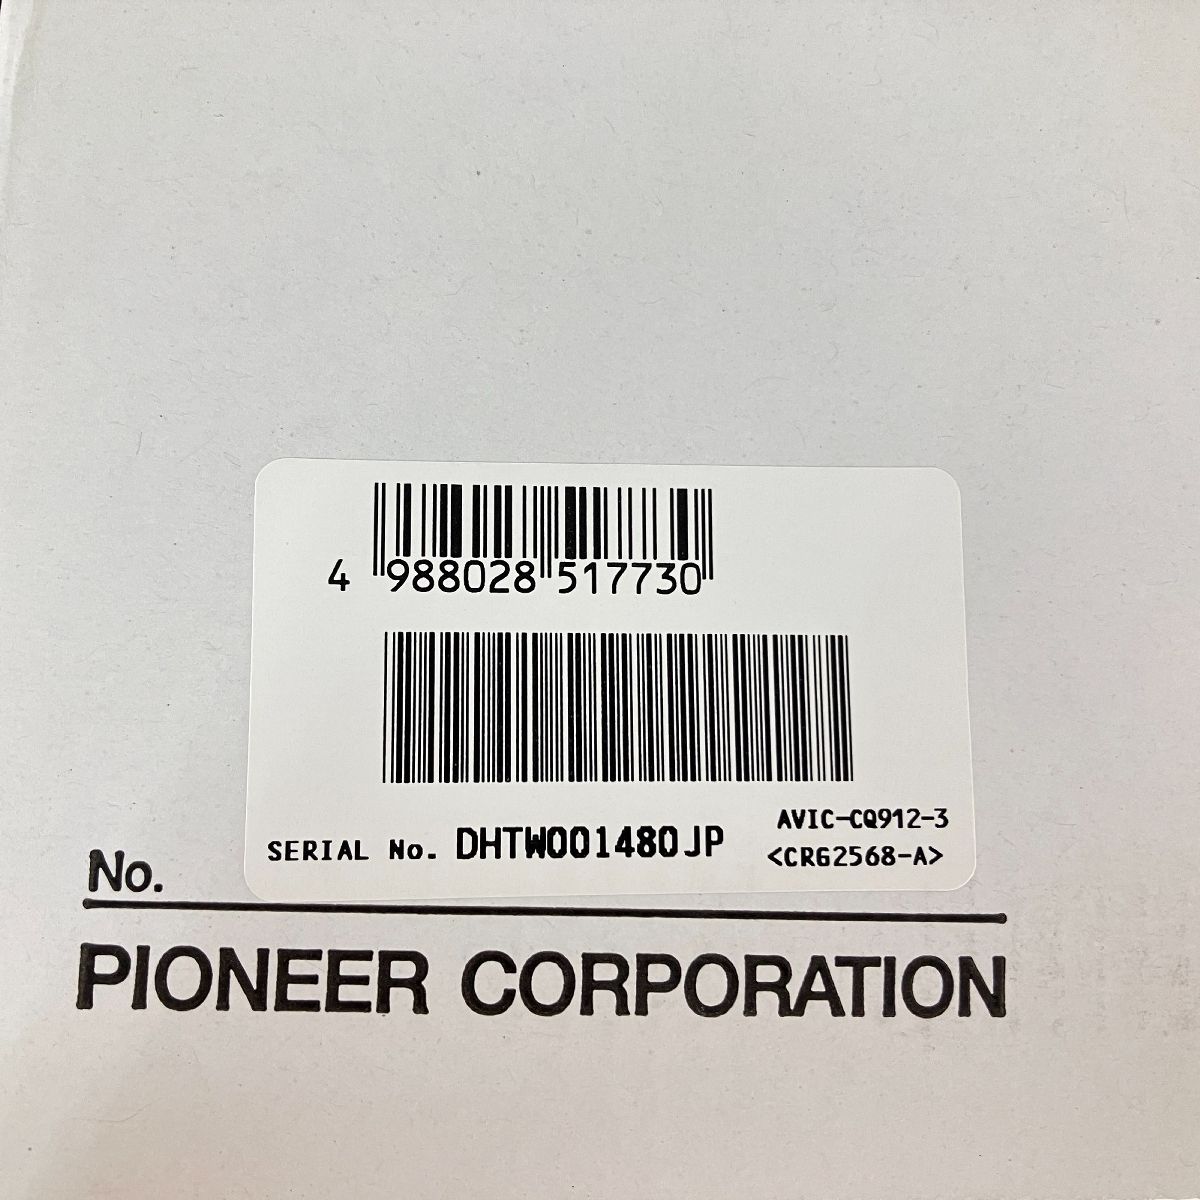 4 988028 517730
AVIC-CQ912-3
SERIAL No. DHTW001480JP <CRG2568-A>
No.
PIONEER CORPORATION